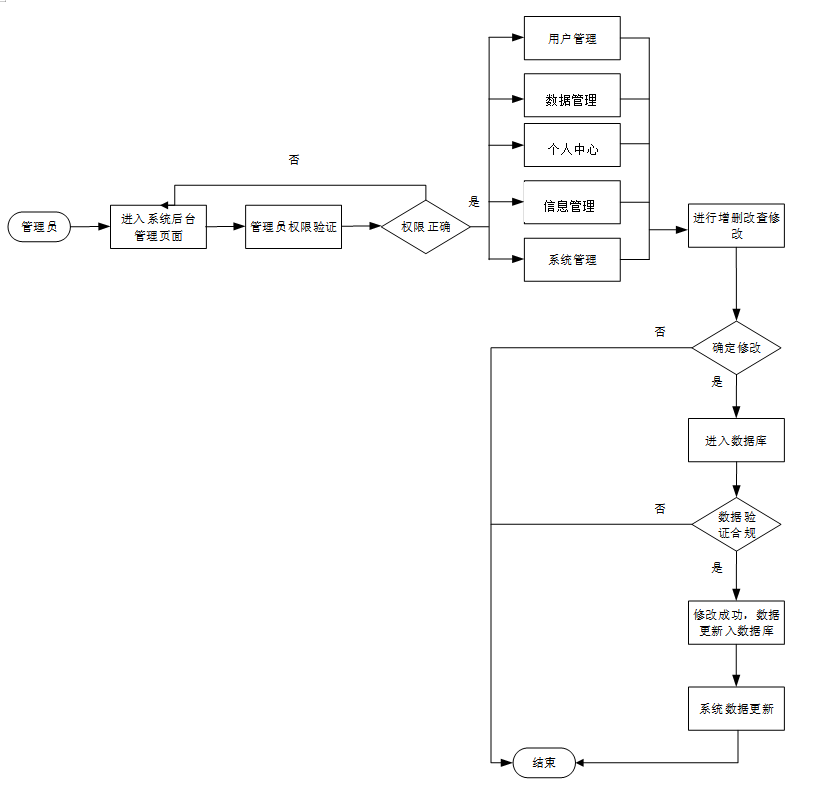 用户管理
数据管理
个人中心
信息管理
系统管理
否
是
管理员
进入系统后台
管理页面
管理员权限验证
权限正确
进行增删改查修
改
否
确定修改
是
进入数据库
否
数据验
证合规
是
修改成功，数据
更新入数据库
系统数据更新
结束